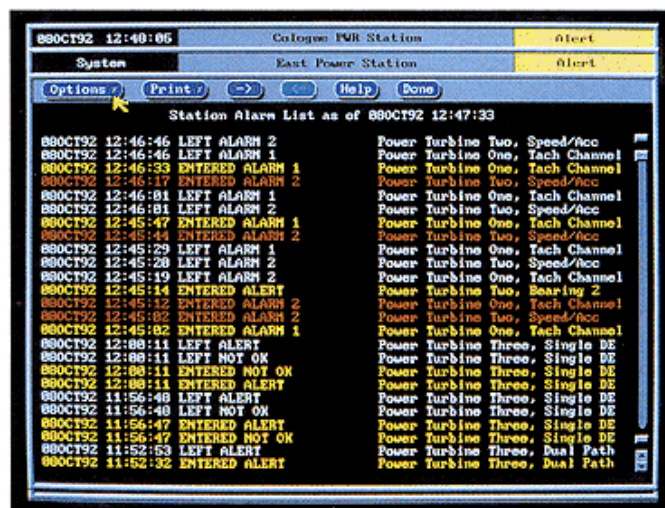 08OCT92 12:48:05 Cologne PWR Station Alert
System East Power Station Alert
Options Print --> <-- Help Done
Station Alarm List as of 08OCT92 12:47:33
08OCT92 12:46:46 LEFT ALARM 2 Power Turbine Two, Speed/Acc
08OCT92 12:46:46 LEFT ALARM 1 Power Turbine One, Tach Channel
08OCT92 12:46:33 ENTERED ALARM 1 Power Turbine One, Tach Channel
08OCT92 12:46:17 ENTERED ALARM 2 Power Turbine Two, Speed/Acc
08OCT92 12:46:01 LEFT ALARM 1 Power Turbine One, Tach Channel
08OCT92 12:46:01 LEFT ALARM 2 Power Turbine Two, Speed/Acc
08OCT92 12:45:47 ENTERED ALARM 1 Power Turbine One, Tach Channel
08OCT92 12:45:44 ENTERED ALARM 2 Power Turbine Two, Speed/Acc
08OCT92 12:45:29 LEFT ALARM 1 Power Turbine One, Tach Channel
08OCT92 12:45:20 LEFT ALARM 2 Power Turbine Two, Speed/Acc
08OCT92 12:45:19 LEFT ALARM 2 Power Turbine One, Tach Channel
08OCT92 12:45:14 ENTERED ALERT Power Turbine Two, Bearing 2
08OCT92 12:45:12 ENTERED ALARM 2 Power Turbine One, Tach Channel
08OCT92 12:45:02 ENTERED ALARM 2 Power Turbine Two, Speed/Acc
08OCT92 12:45:02 ENTERED ALARM 1 Power Turbine One, Tach Channel
08OCT92 12:00:11 LEFT ALERT Power Turbine Three, Single DE
08OCT92 12:00:11 LEFT NOT OK Power Turbine Three, Single DE
08OCT92 12:00:11 ENTERED NOT OK Power Turbine Three, Single DE
08OCT92 12:00:11 ENTERED ALERT Power Turbine Three, Single DE
08OCT92 11:56:48 LEFT ALERT Power Turbine Three, Single DE
08OCT92 11:56:48 LEFT NOT OK Power Turbine Three, Single DE
08OCT92 11:56:47 ENTERED ALERT Power Turbine Three, Single DE
08OCT92 11:56:47 ENTERED NOT OK Power Turbine Three, Single DE
08OCT92 11:52:53 LEFT ALERT Power Turbine Three, Dual Path
08OCT92 11:52:32 ENTERED ALERT Power Turbine Three, Dual Path